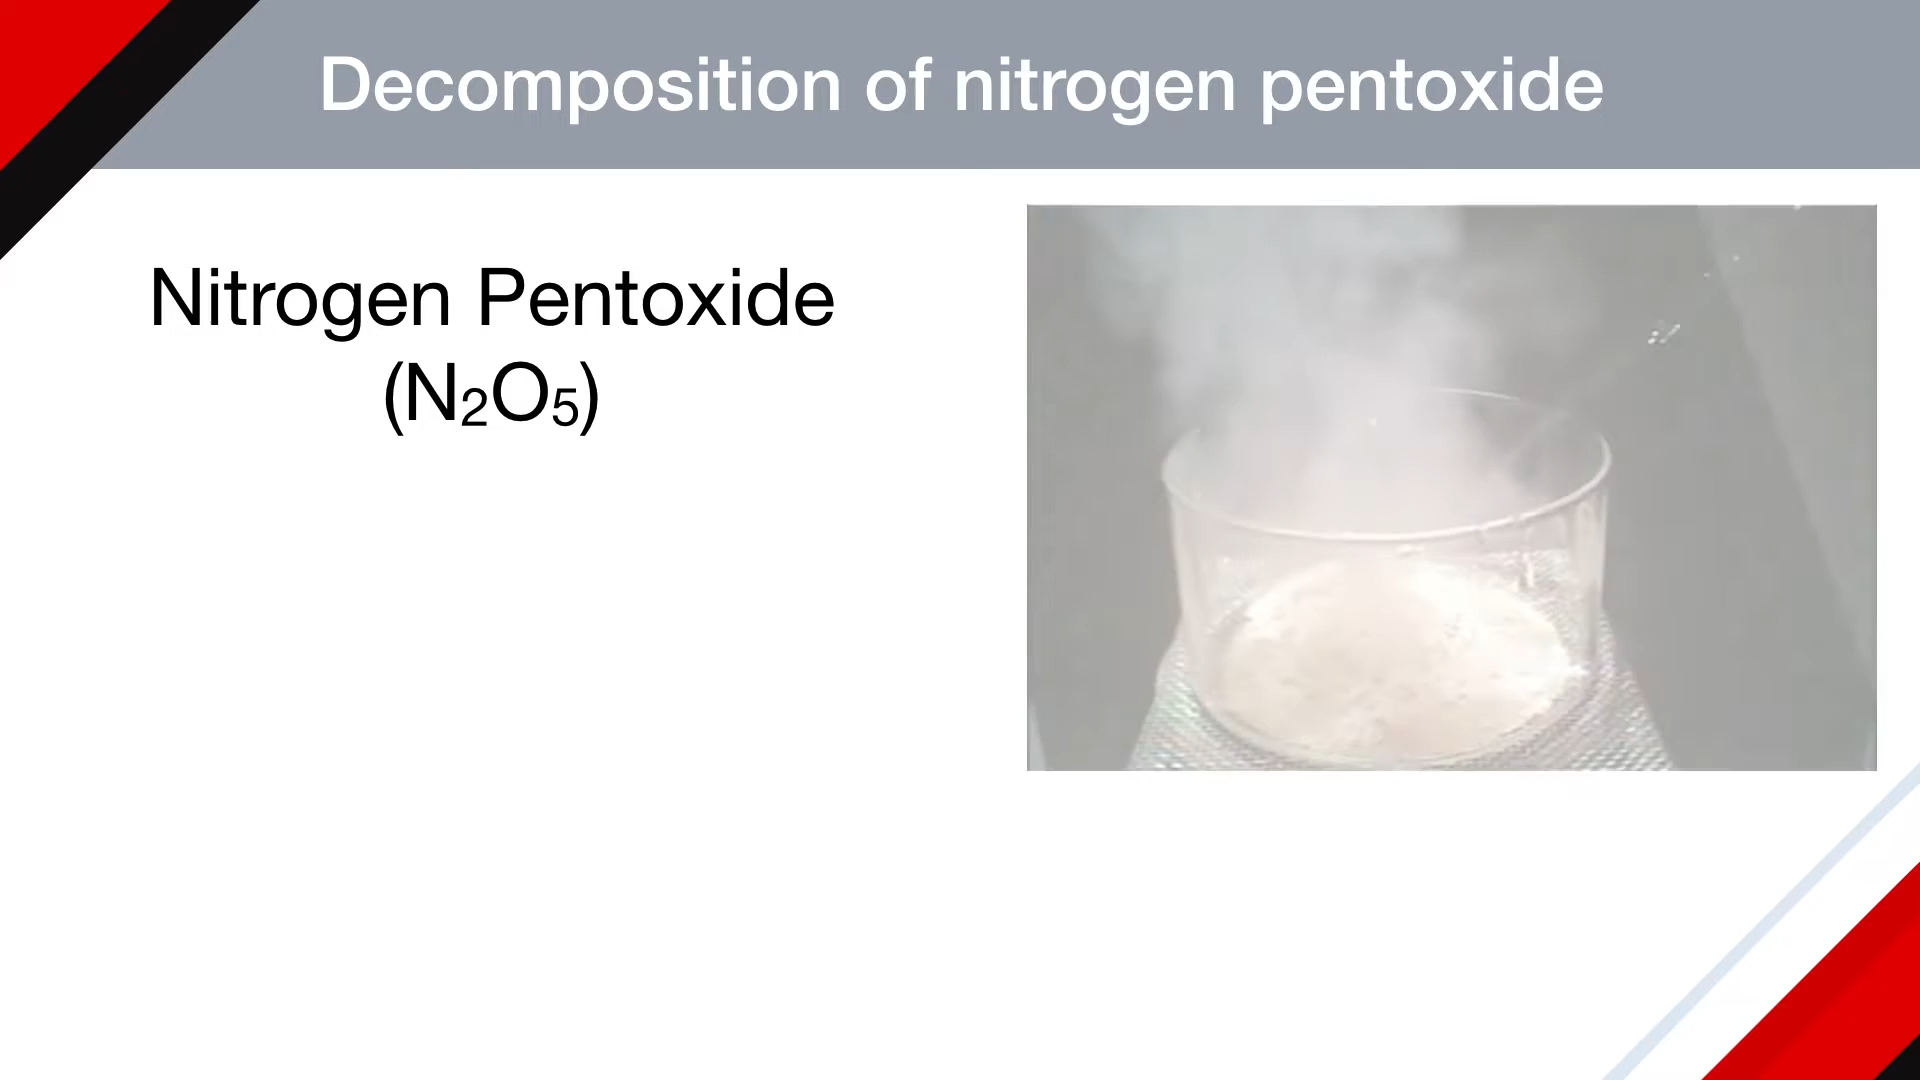 Decomposition of nitrogen pentoxide
Nitrogen Pentoxide
(N₂O₅)